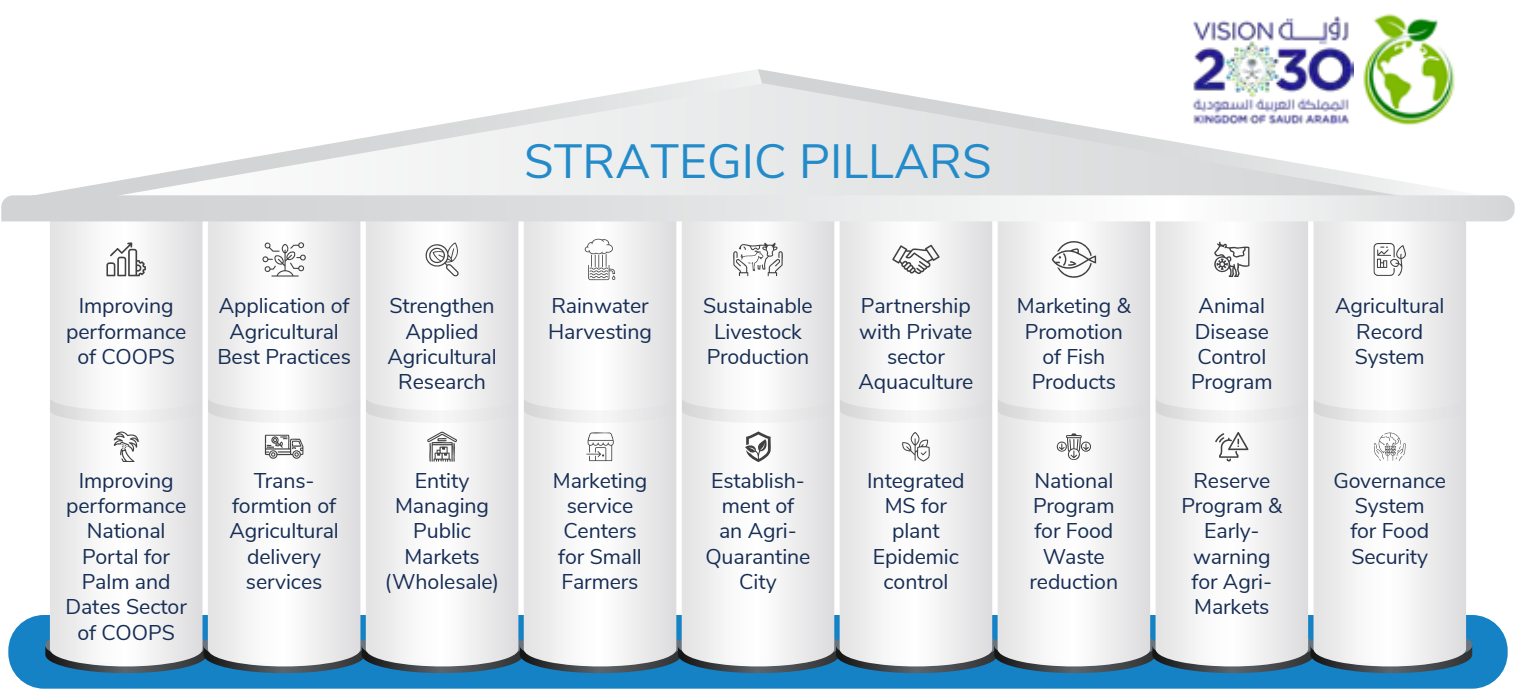 VISION رؤيـــة
2030
المملكة العربية السعودية
KINGDOM OF SAUDI ARABIA
STRATEGIC PILLARS
Improving
performance
of COOPS
Application of
Agricultural
Best Practices
Strengthen
Applied
Agricultural
Research
Rainwater
Harvesting
Sustainable
Livestock
Production
Partnership
with Private
sector
Aquaculture
Marketing &
Promotion
of Fish
Products
Animal
Disease
Control
Program
Agricultural
Record
System
Improving
performance
National
Portal for
Palm and
Dates Sector
of COOPS
Trans-
formtion of
Agricultural
delivery
services
Entity
Managing
Public
Markets
(Wholesale)
Marketing
service
Centers
for Small
Farmers
Establish-
ment of
an Agri-
Quarantine
City
Integrated
MS for
plant
Epidemic
control
National
Program
for Food
Waste
reduction
Reserve
Program &
Early-
warning
for Agri-
Markets
Governance
System
for Food
Security